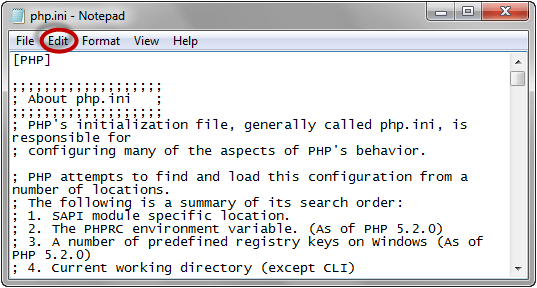 php.ini - Notepad
File Edit Format View Help
[PHP]
;;;;;;;;;;;;;;;;;;;
; About php.ini   ;
;;;;;;;;;;;;;;;;;;;
; PHP's initialization file, generally called php.ini, is
responsible for
; configuring many of the aspects of PHP's behavior.
; PHP attempts to find and load this configuration from a
number of locations.
; The following is a summary of its search order:
; 1. SAPI module specific location.
; 2. The PHPRC environment variable. (As of PHP 5.2.0)
; 3. A number of predefined registry keys on Windows (As of
PHP 5.2.0)
; 4. Current working directory (except CLI)